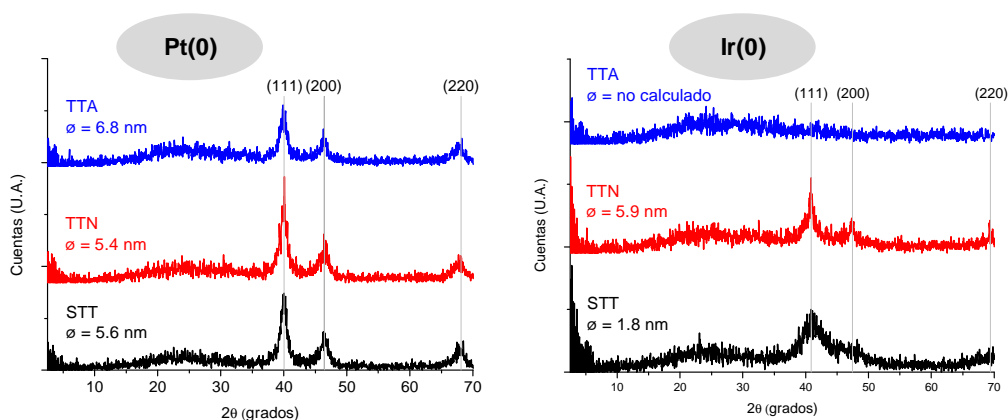 Pt(0)
(111) (200) (220)
TTA
ø = 6.8 nm
TTN
ø = 5.4 nm
STT
ø = 5.6 nm
Cuentas (U.A.)
10 20 30 40 50 60 70
2θ (grados)
Ir(0)
(111) (200) (220)
TTA
ø = no calculado
TTN
ø = 5.9 nm
STT
ø = 1.8 nm
Cuentas (U.A.)
10 20 30 40 50 60 70
2θ (grados)